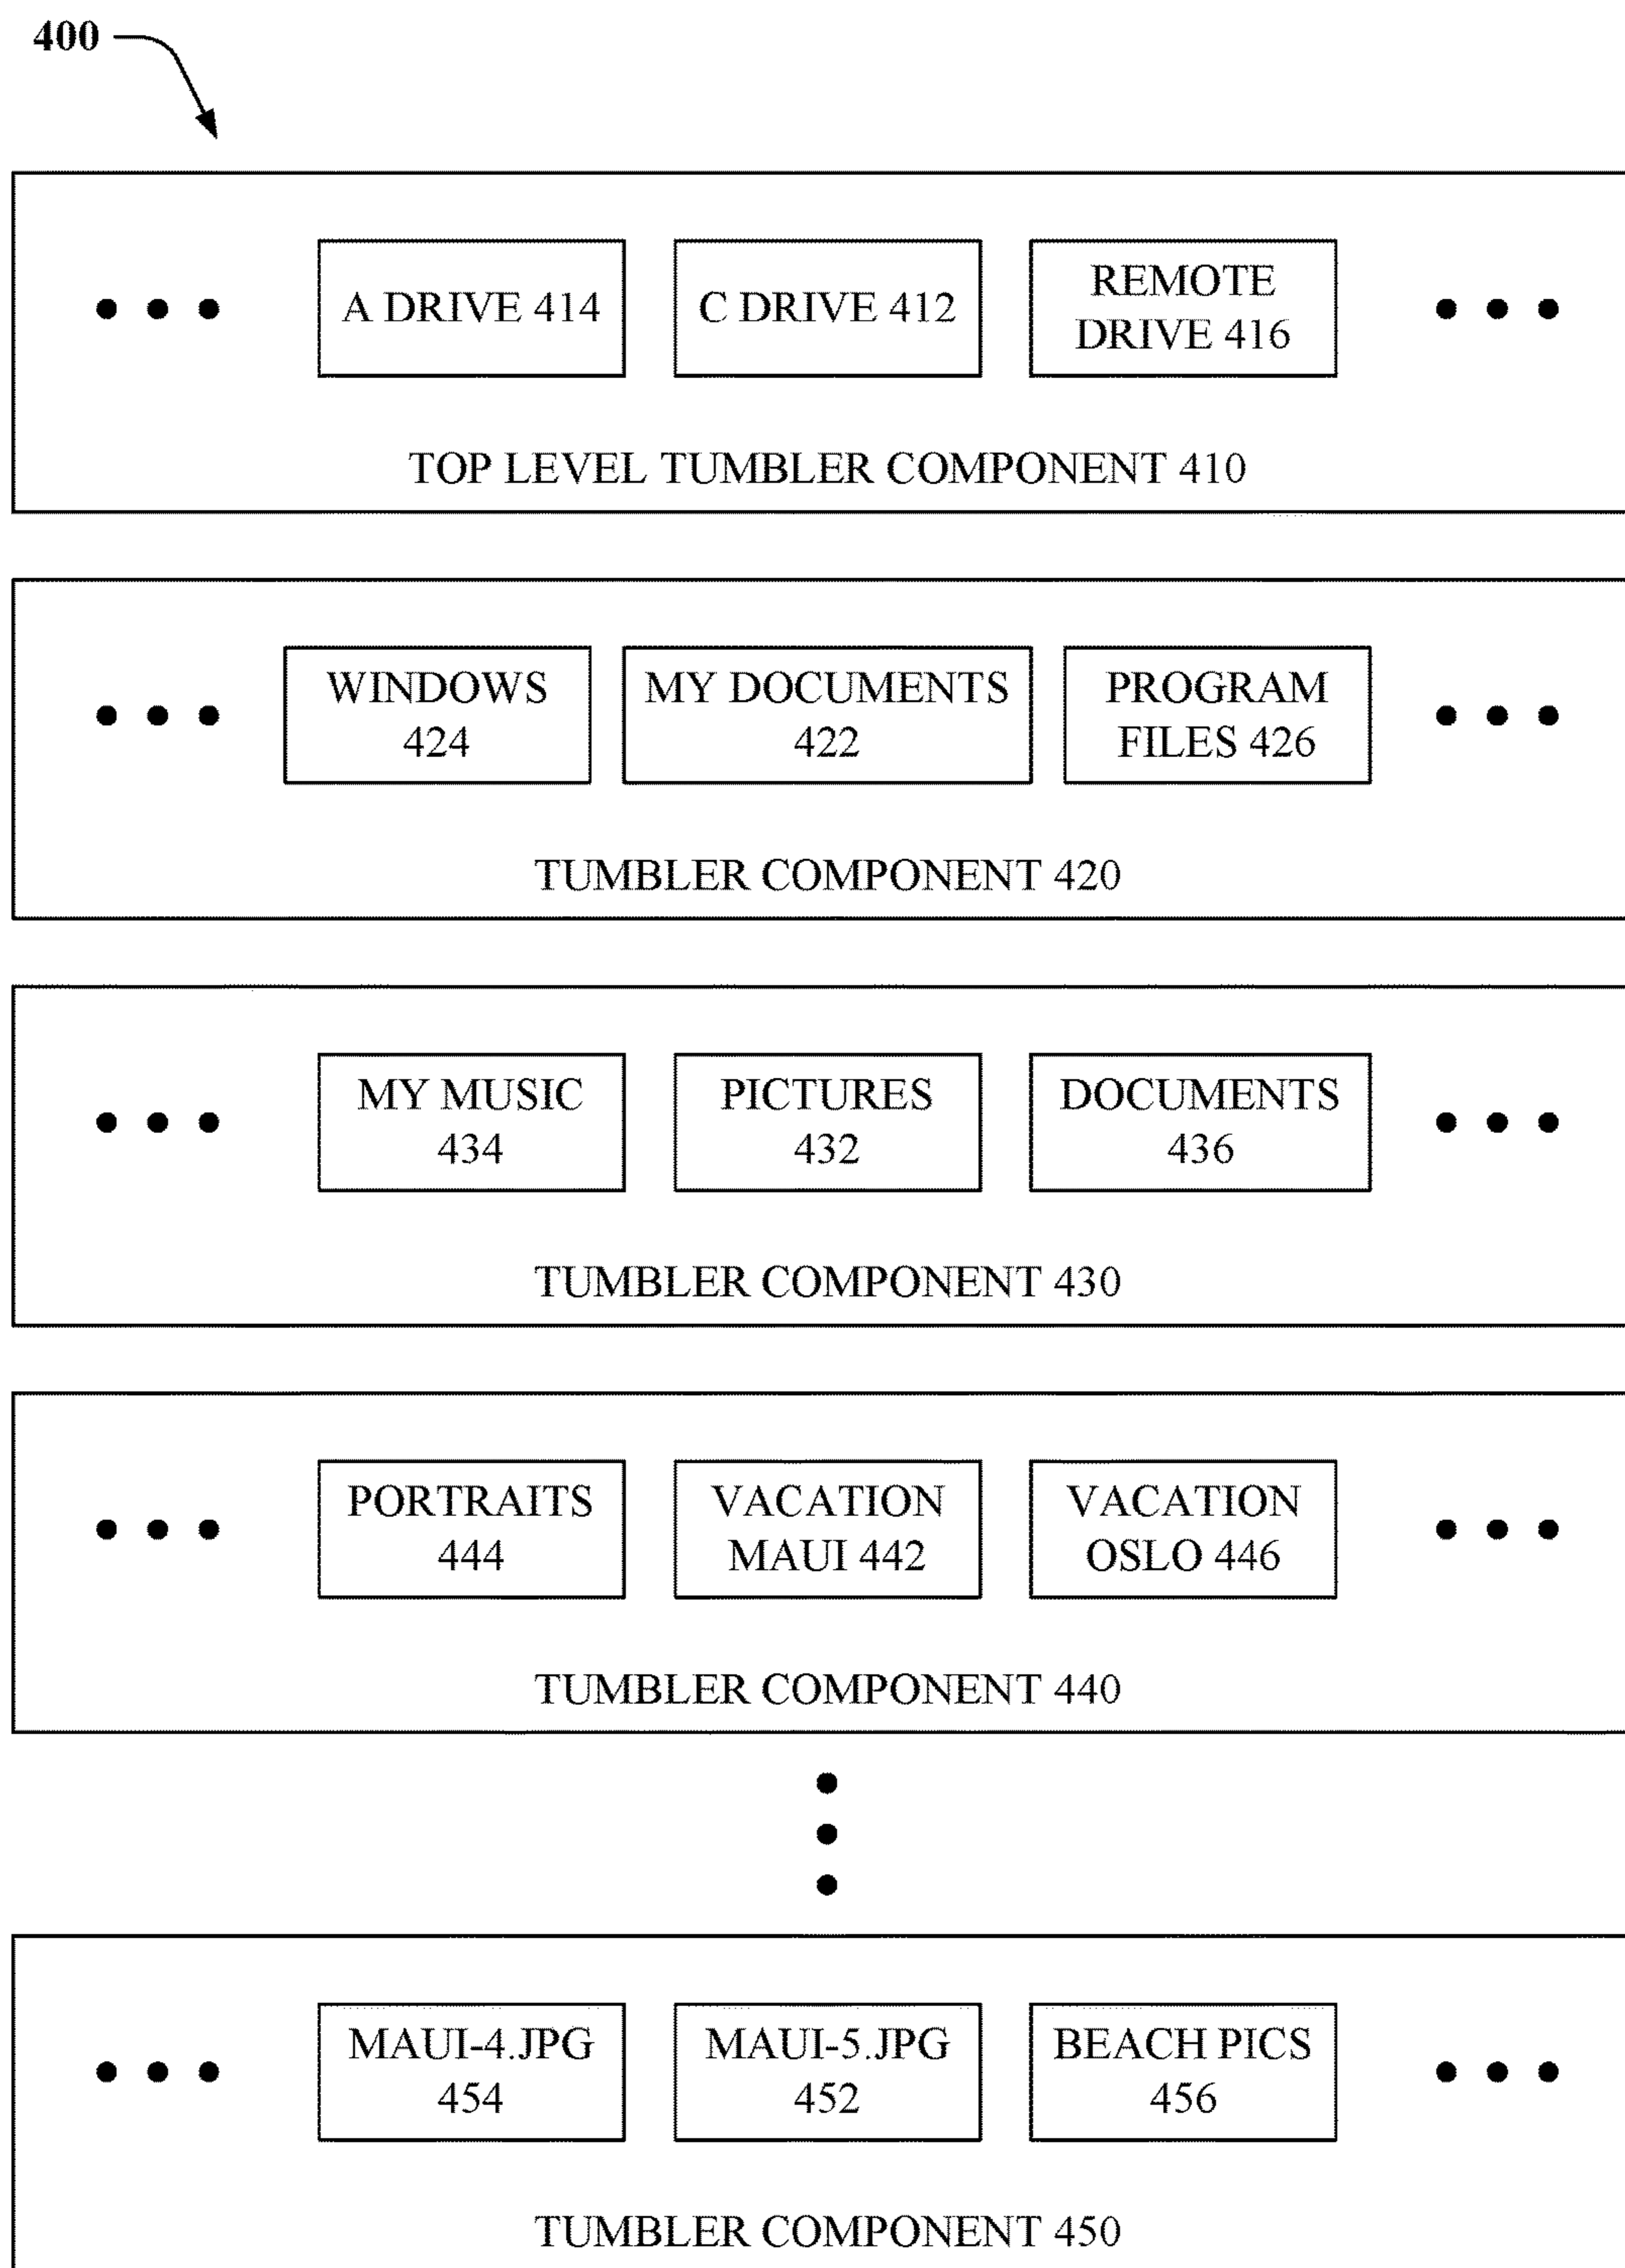 400
A DRIVE 414
C DRIVE 412
REMOTE
DRIVE 416
TOP LEVEL TUMBLER COMPONENT 410
WINDOWS
424
MY DOCUMENTS
422
PROGRAM
FILES 426
TUMBLER COMPONENT 420
MY MUSIC
434
PICTURES
432
DOCUMENTS
436
TUMBLER COMPONENT 430
PORTRAITS
444
VACATION
MAUI 442
VACATION
OSLO 446
TUMBLER COMPONENT 440
MAUI-4.JPG
454
MAUI-5.JPG
452
BEACH PICS
456
TUMBLER COMPONENT 450